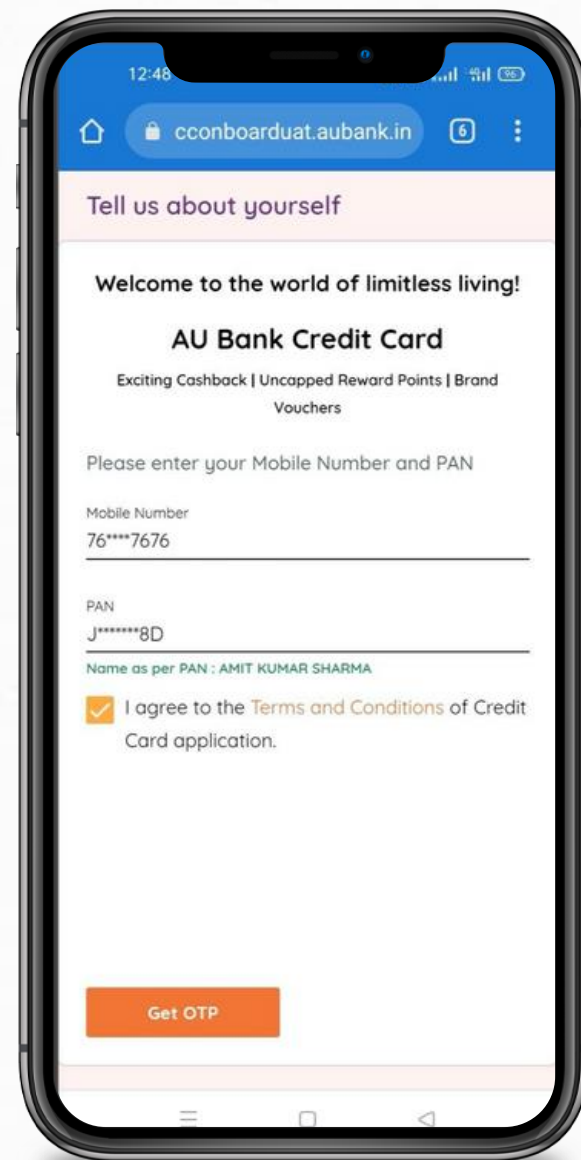 12:48
4G 96
cconboarduat.aubank.in 6
Tell us about yourself
Welcome to the world of limitless living!
AU Bank Credit Card
Exciting Cashback | Uncapped Reward Points | Brand
Vouchers
Please enter your Mobile Number and PAN
Mobile Number
76****7676
PAN
J*******8D
Name as per PAN : AMIT KUMAR SHARMA
I agree to the Terms and Conditions of Credit
Card application.
Get OTP